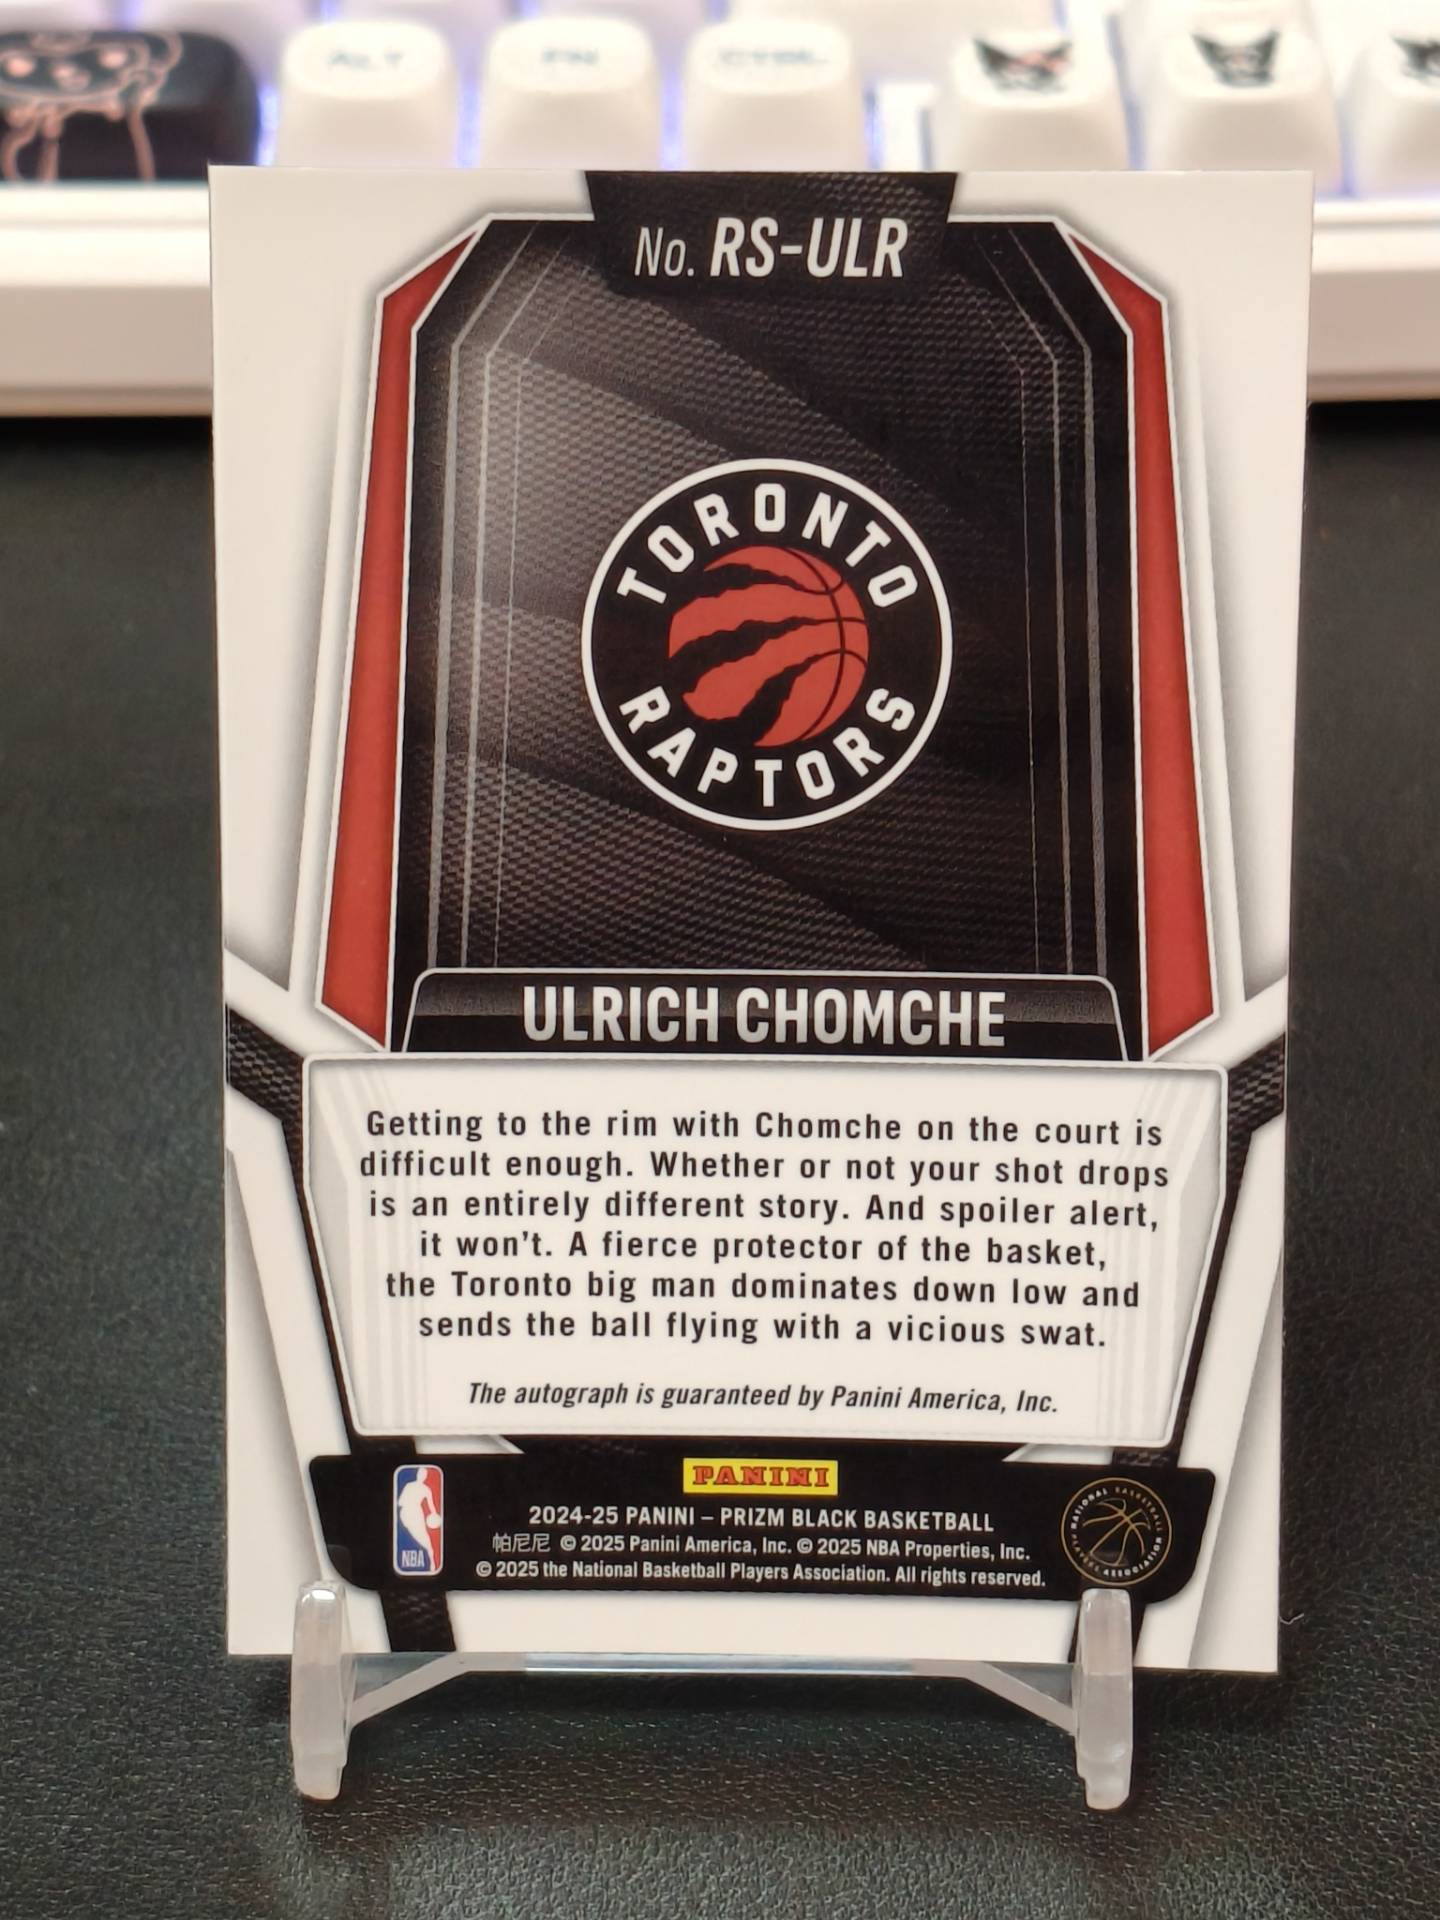 ALT FN CTRL
No. RS-ULR
TORONTO
RAPTORS
ULRICH CHOMCHE
Getting to the rim with Chomche on the court is
difficult enough. Whether or not your shot drops
is an entirely different story. And spoiler alert,
it won't. A fierce protector of the basket,
the Toronto big man dominates down low and
sends the ball flying with a vicious swat.
The autograph is guaranteed by Panini America, Inc.
PANINI
2024-25 PANINI – PRIZM BLACK BASKETBALL
帕尼尼 © 2025 Panini America, Inc. © 2025 NBA Properties, Inc.
© 2025 the National Basketball Players Association. All rights reserved.
NBA
NATIONAL BASKETBALL
PLAYERS ASSOCIATION